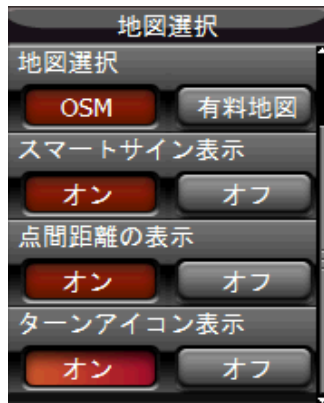 地図選択
地図選択
OSM 有料地図
スマートサイン表示
オン オフ
点間距離の表示
オン オフ
ターンアイコン表示
オン オフ